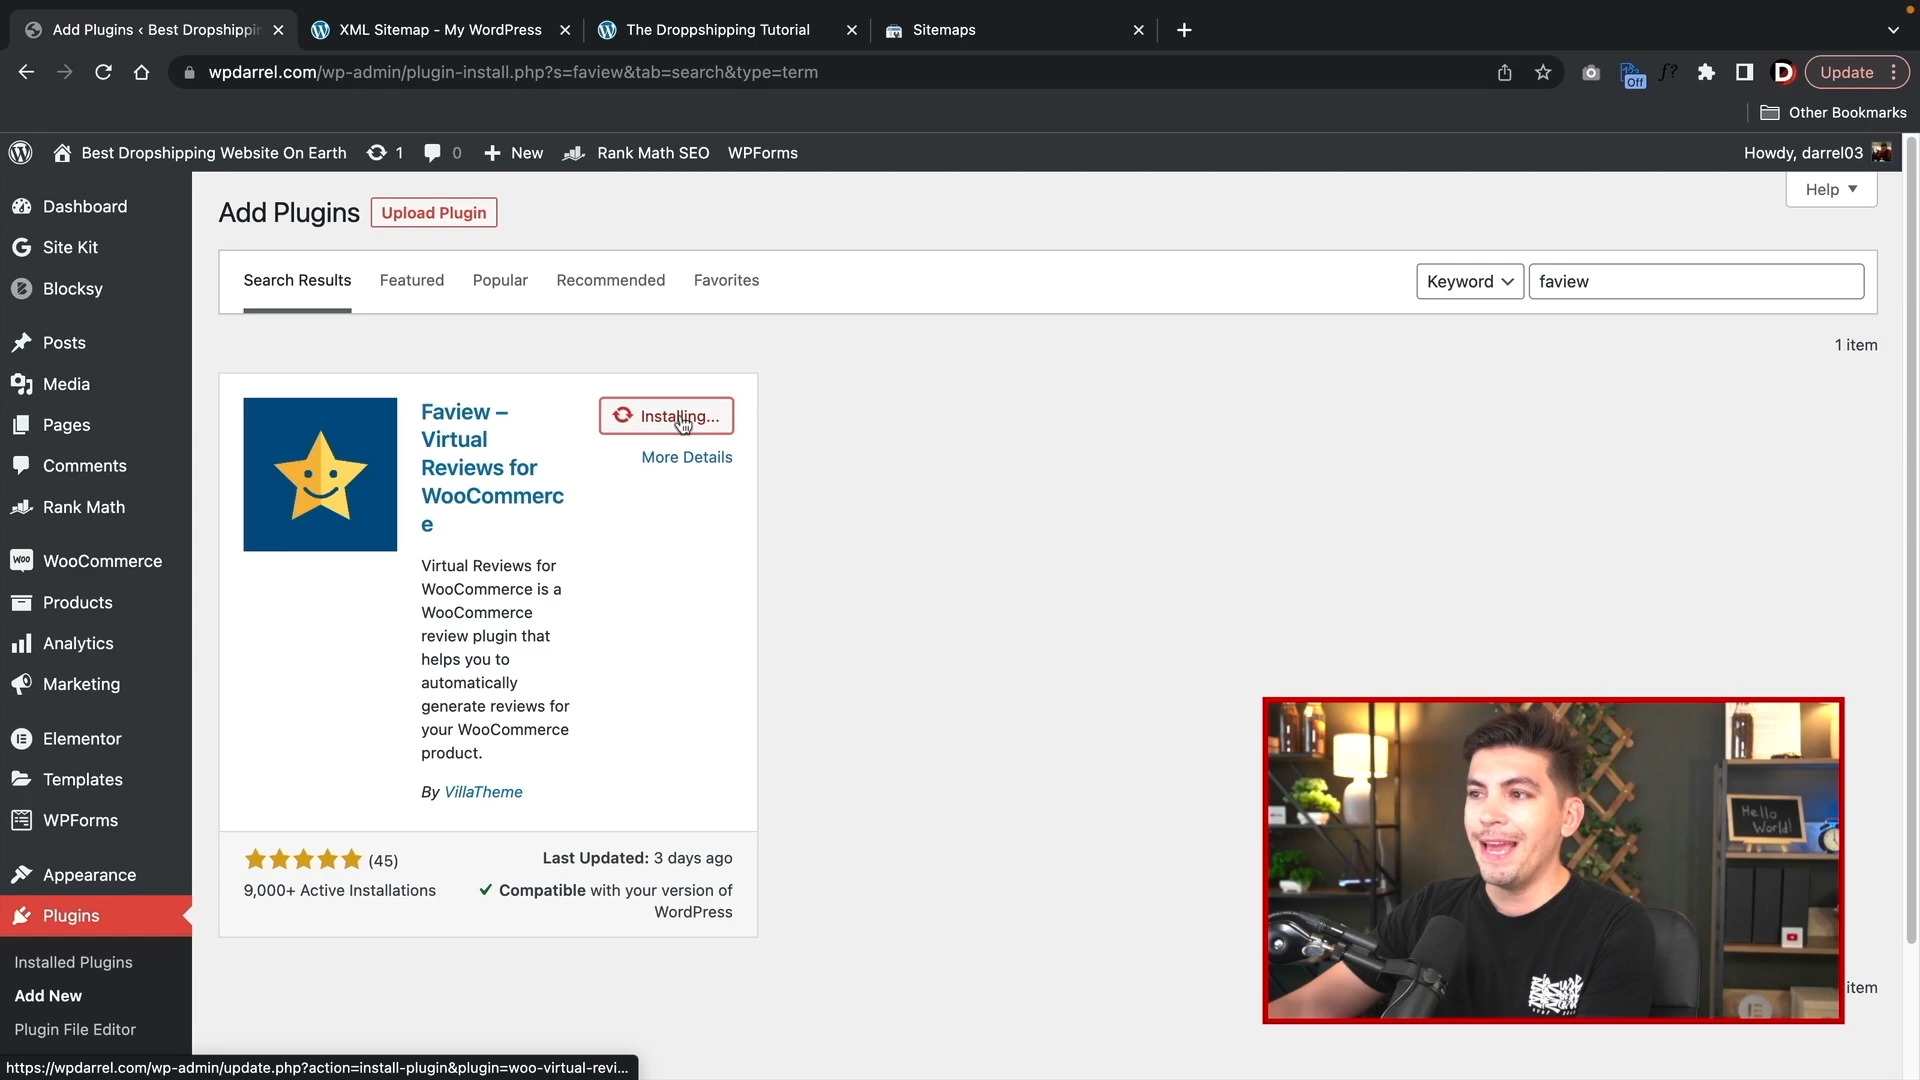 Add Plugins ‹ Best Dropshippin
XML Sitemap - My WordPress
The Droppshipping Tutorial
Sitemaps
wpdarrel.com/wp-admin/plugin-install.php?s=faview&tab=search&type=term
Off
f?
D
Update
Other Bookmarks
Best Dropshipping Website On Earth
1
0
New
Rank Math SEO
WPForms
Howdy, darrel03
Dashboard
Site Kit
Blocksy
Posts
Media
Pages
Comments
Rank Math
WooCommerce
Products
Analytics
Marketing
Elementor
Templates
WPForms
Appearance
Plugins
Installed Plugins
Add New
Plugin File Editor
Help
Add Plugins
Upload Plugin
Search Results
Featured
Popular
Recommended
Favorites
Keyword
faview
1 item
Faview –
Virtual
Reviews for
WooCommerc
e
Installing...
More Details
Virtual Reviews for
WooCommerce is a
WooCommerce
review plugin that
helps you to
automatically
generate reviews for
your WooCommerce
product.
By VillaTheme
(45)
Last Updated: 3 days ago
9,000+ Active Installations
Compatible with your version of
WordPress
Hello
World!
item
https://wpdarrel.com/wp-admin/update.php?action=install-plugin&plugin=woo-virtual-revi...